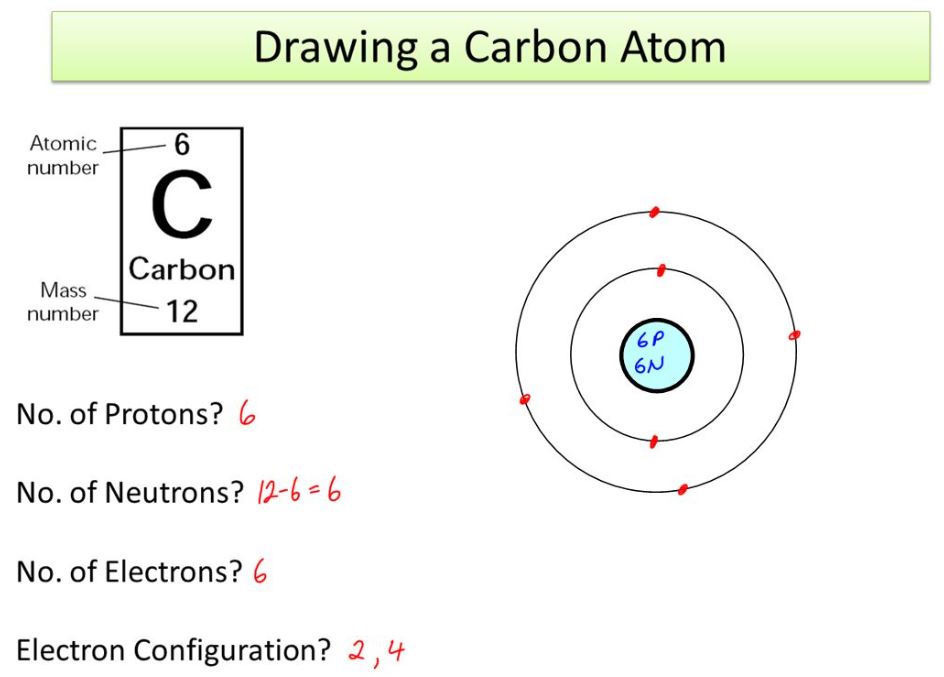 Drawing a Carbon Atom
Atomic
number
6
C
Carbon
Mass
number
12
6P
6N
No. of Protons? 6
No. of Neutrons? 12-6=6
No. of Electrons? 6
Electron Configuration? 2,4